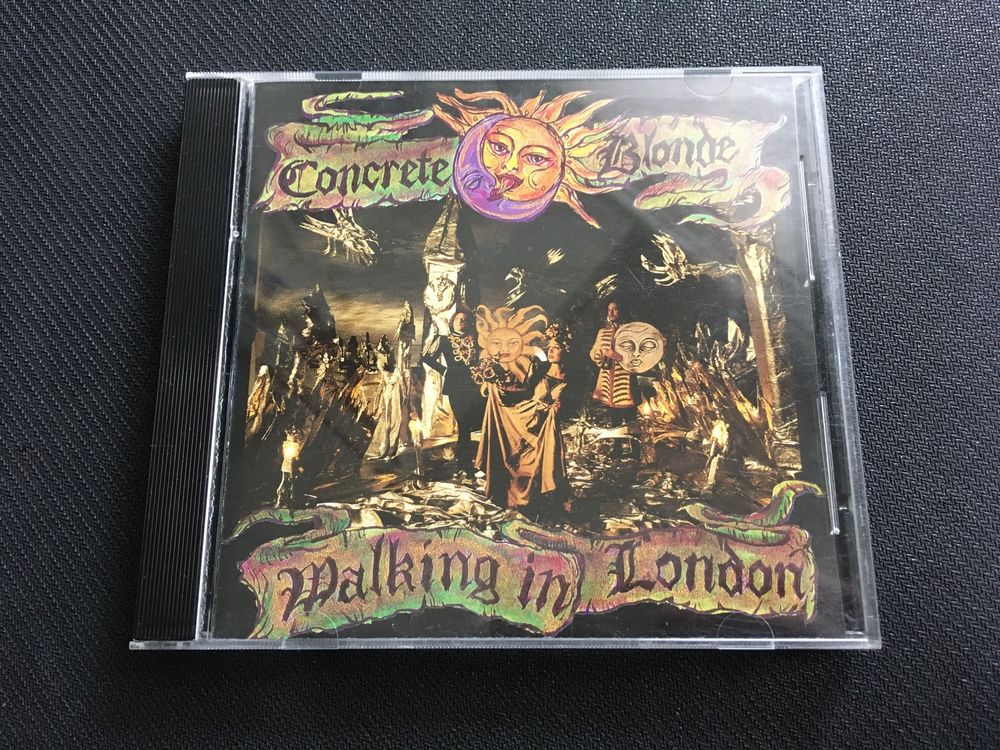 Concrete Blonde
Walking in London